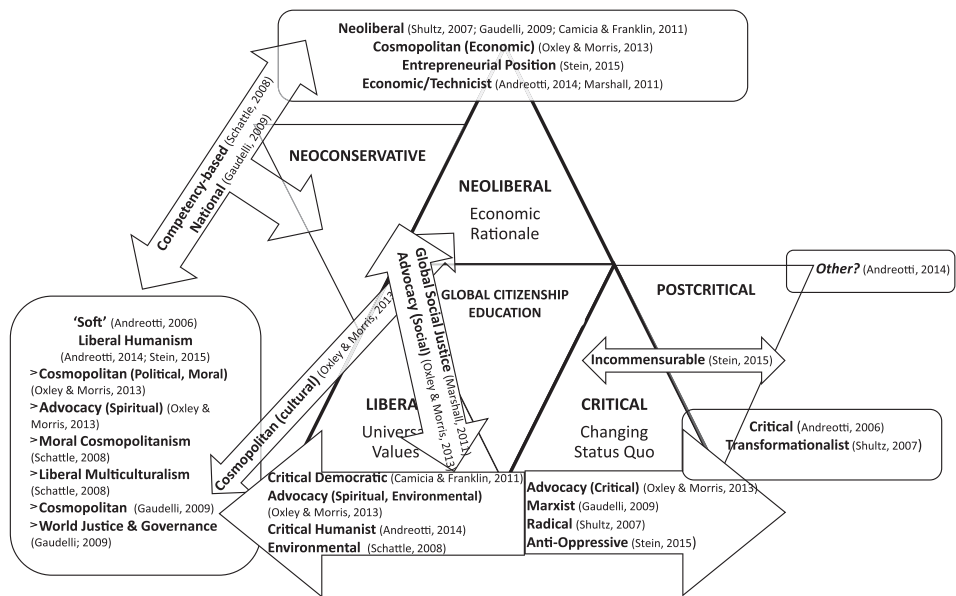 Neoliberal (Shultz, 2007; Gaudelli, 2009; Camicia & Franklin, 2011)
Cosmopolitan (Economic) (Oxley & Morris, 2013)
Entrepreneurial Position (Stein, 2015)
Economic/Technicist (Andreotti, 2014; Marshall, 2011)
Competency-based (Schattle, 2008)
National (Gaudelli, 2009)
NEOCONSERVATIVE
NEOLIBERAL
Economic
Rationale
Global Social Justice (Marshall, 2011)
Advocacy (Social) (Oxley & Morris, 2013)
GLOBAL CITIZENSHIP
EDUCATION
POSTCRITICAL
Other? (Andreotti, 2014)
Incommensurable (Stein, 2015)
'Soft' (Andreotti, 2006)
Liberal Humanism
(Andreotti, 2014; Stein, 2015)
>Cosmopolitan (Political, Moral)
(Oxley & Morris, 2013)
>Advocacy (Spiritual) (Oxley &
Morris, 2013)
>Moral Cosmopolitanism
(Schattle, 2008)
>Liberal Multiculturalism
(Schattle, 2008)
>Cosmopolitan (Gaudelli, 2009)
>World Justice & Governance
(Gaudelli; 2009)
Cosmopolitan (cultural) (Oxley & Morris, 2013
LIBERA
Univers
Values
CRITICAL
Changing
Status Quo
Critical (Andreotti, 2006)
Transformationalist (Shultz, 2007)
Critical Democratic (Camicia & Franklin, 2011)
Advocacy (Spiritual, Environmental)
(Oxley & Morris, 2013)
Critical Humanist (Andreotti, 2014)
Environmental (Schattle, 2008)
Advocacy (Critical) (Oxley & Morris, 2013)
Marxist (Gaudelli, 2009)
Radical (Shultz, 2007)
Anti-Oppressive (Stein, 2015)